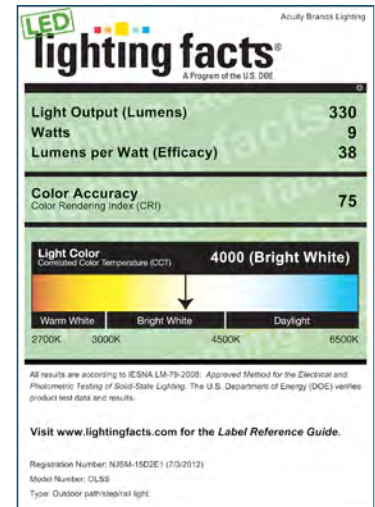 Acuity Brands Lighting
LED
lighting facts®
A Program of the U.S. DOE
Light Output (Lumens) 330
Watts 9
Lumens per Watt (Efficacy) 38
Color Accuracy 75
Color Rendering Index (CRI)
Light Color 4000 (Bright White)
Correlated Color Temperature (CCT)
Warm White Bright White Daylight
2700K 3000K 4500K 6500K
All results are according to IESNA LM-79-2008: Approved Method for the Electrical and
Photometric Testing of Solid-State Lighting. The U.S. Department of Energy (DOE) verifies
product test data and results.
Visit www.lightingfacts.com for the Label Reference Guide.
Registration Number: NJSM-15D2E1 (7/3/2012)
Model Number: OLSS
Type: Outdoor path/step/rail light